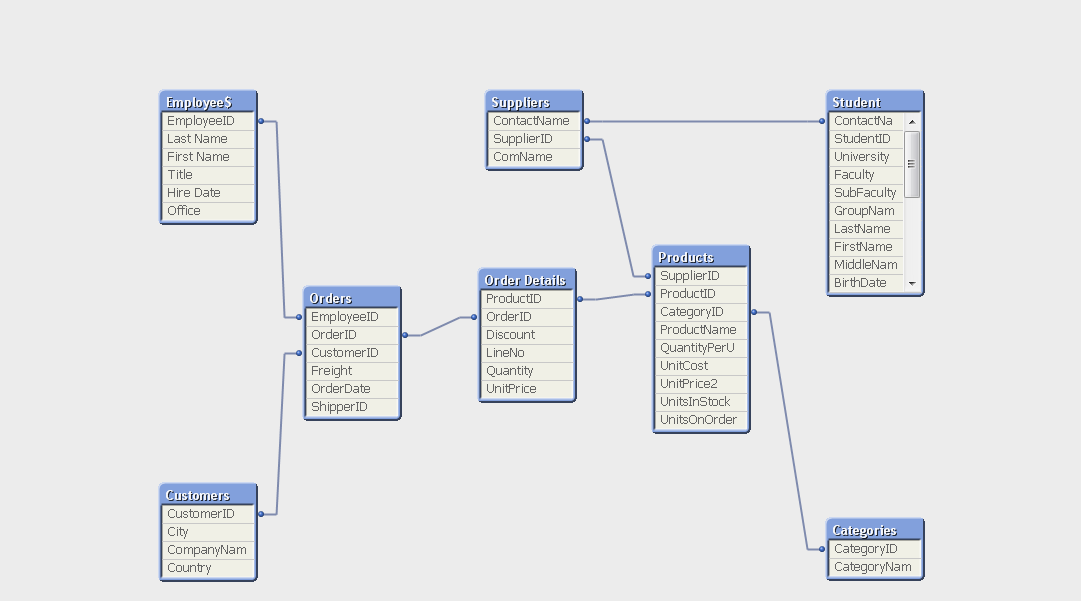 Employee$
EmployeeID
Last Name
First Name
Title
Hire Date
Office
Suppliers
ContactName
SupplierID
ComName
Student
ContactNa
StudentID
University
Faculty
SubFaculty
GroupNam
LastName
FirstName
MiddleNam
BirthDate
Orders
EmployeeID
OrderID
CustomerID
Freight
OrderDate
ShipperID
Order Details
ProductID
OrderID
Discount
LineNo
Quantity
UnitPrice
Products
SupplierID
ProductID
CategoryID
ProductName
QuantityPerU
UnitCost
UnitPrice2
UnitsInStock
UnitsOnOrder
Customers
CustomerID
City
CompanyNam
Country
Categories
CategoryID
CategoryNam